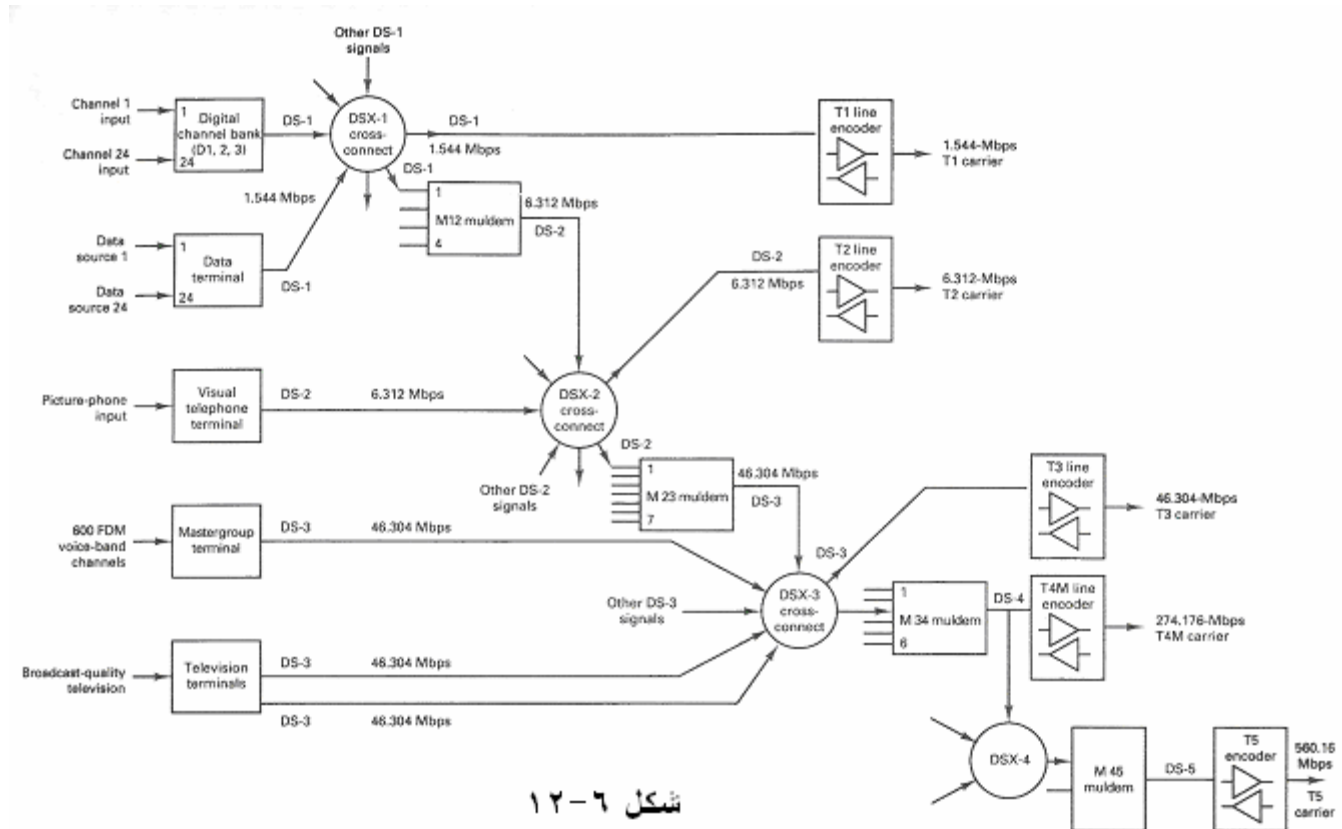 Other DS-1
signals
Channel 1
input
Channel 24
input
1
Digital
channel bank
(D1, 2, 3)
24
DS-1
DSX-1
cross-
connect
DS-1
1.544 Mbps
T1 line
encoder
1.544-Mbps
T1 carrier
DS-1
1
M12 muldem
4
6.312 Mbps
DS-2
1.544 Mbps
Data
source 1
Data
source 24
1
Data
terminal
24
DS-1
DS-2
6.312 Mbps
T2 line
encoder
6.312-Mbps
T2 carrier
Picture-phone
input
Visual
telephone
terminal
DS-2
6.312 Mbps
DSX-2
cross-
connect
Other DS-2
signals
DS-2
1
M 23 muldem
7
46.304 Mbps
DS-3
T3 line
encoder
46.304-Mbps
T3 carrier
600 FDM
voice-band
channels
Mastergroup
terminal
DS-3
46.304 Mbps
DS-3
Other DS-3
signals
DSX-3
cross-
connect
1
M 34 muldem
6
DS-4
T4M line
encoder
274.176-Mbps
T4M carrier
Broadcast-quality
television
Television
terminals
DS-3
46.304 Mbps
DS-3
46.304 Mbps
DSX-4
M 45
muldem
DS-5
T5
encoder
560.16
Mbps
T5
carrier
شكل ٦-١٢